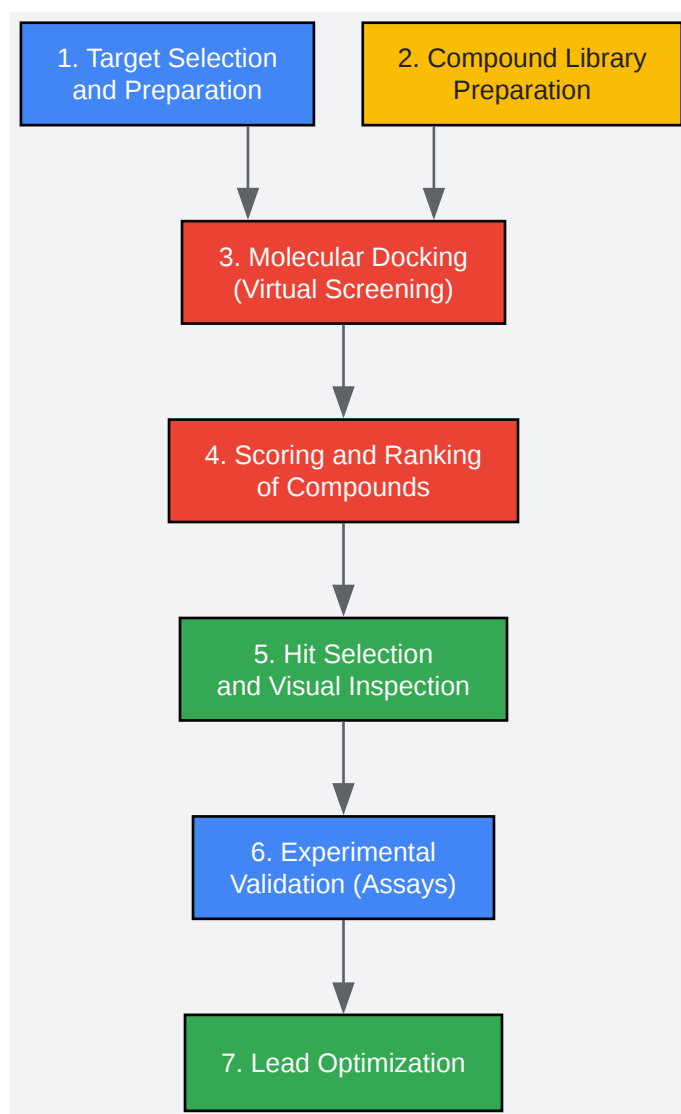 1. Target Selection
and Preparation
2. Compound Library
Preparation
3. Molecular Docking
(Virtual Screening)
4. Scoring and Ranking
of Compounds
5. Hit Selection
and Visual Inspection
6. Experimental
Validation (Assays)
7. Lead Optimization